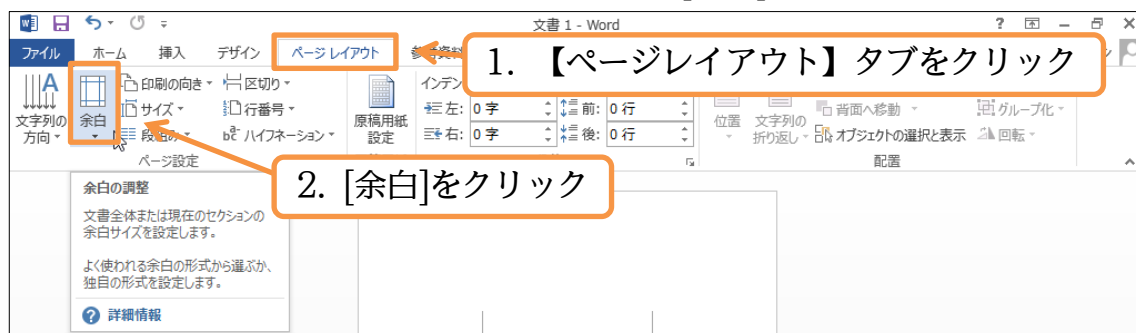 文書 1 - Word
ファイル ホーム 挿入 デザイン ページ レイアウト 参考資料
1. 【ページレイアウト】タブをクリック
文字列の方向 余白 印刷の向き サイズ 区切り 行番号 ハイフネーション 原稿用紙設定
左: 0 字 前: 0 行
右: 0 字 後: 0 行
位置 文字列の折り返し 背面へ移動 オブジェクトの選択と表示 グループ化 回転
ページ設定 配置
2. [余白]をクリック
余白の調整
文書全体または現在のセクションの
余白サイズを設定します。
よく使われる余白の形式から選ぶか、
独自の形式を設定します。
詳細情報